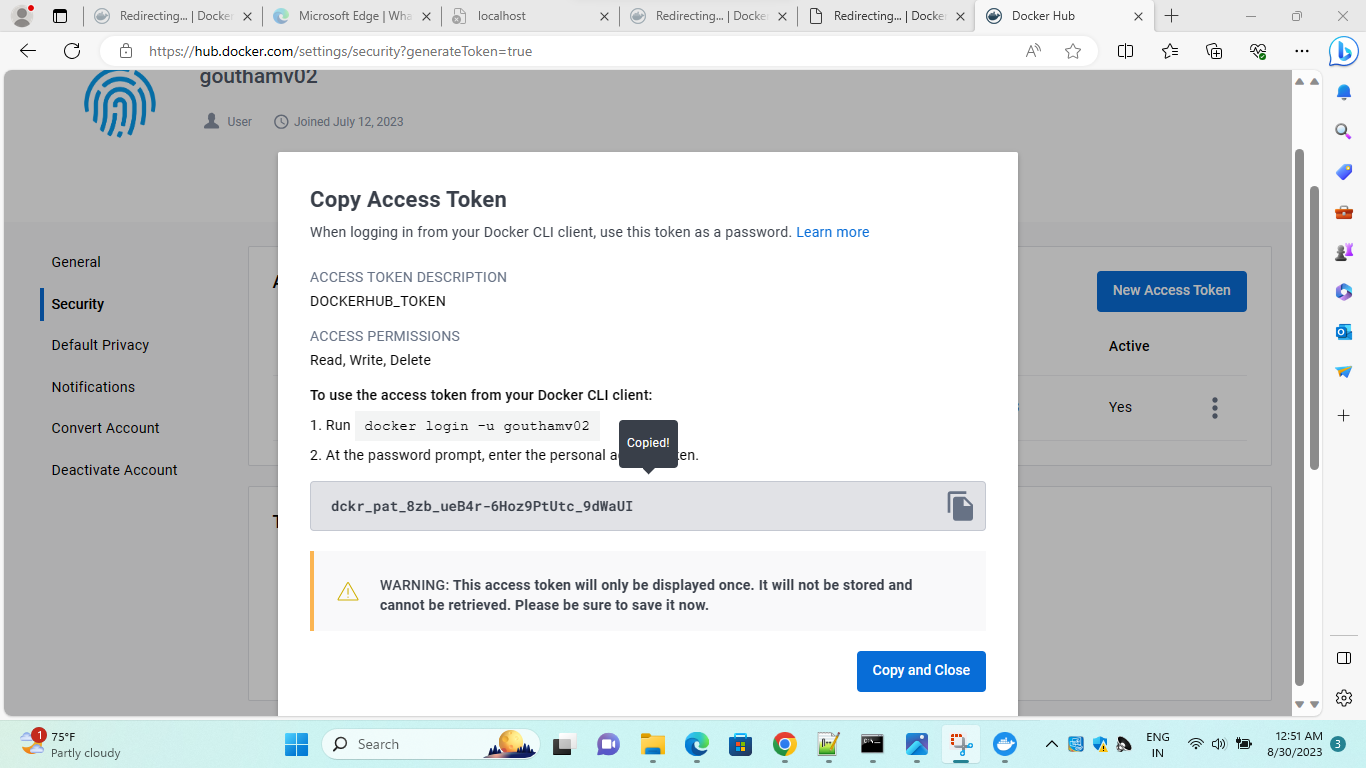 Redirecting... | Docker
Microsoft Edge | Wha
localhost
Redirecting... | Docker
Redirecting... | Docker
Docker Hub
https://hub.docker.com/settings/security?generateToken=true
gouthamv02
User
Joined July 12, 2023
Copy Access Token
When logging in from your Docker CLI client, use this token as a password. Learn more
General
ACCESS TOKEN DESCRIPTION
New Access Token
Security
DOCKERHUB_TOKEN
ACCESS PERMISSIONS
Default Privacy
Active
Read, Write, Delete
Notifications
To use the access token from your Docker CLI client:
Yes
Convert Account
1. Run docker login -u gouthamv02
Copied!
2. At the password prompt, enter the personal a en.
Deactivate Account
dckr_pat_8zb_ueB4r-6Hoz9PtUtc_9dWaUI
WARNING: This access token will only be displayed once. It will not be stored and
cannot be retrieved. Please be sure to save it now.
Copy and Close
1
75°F
Partly cloudy
Search
ENG
IN
12:51 AM
8/30/2023
3